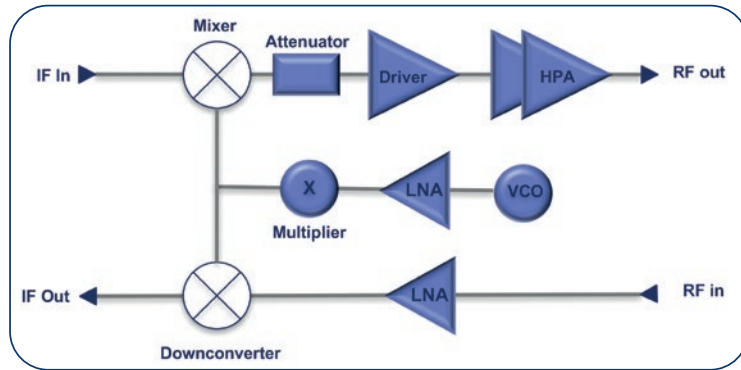 Mixer
Attenuator
IF In
Driver
HPA
RF out
X
LNA
VCO
Multiplier
IF Out
LNA
RF in
Downconverter